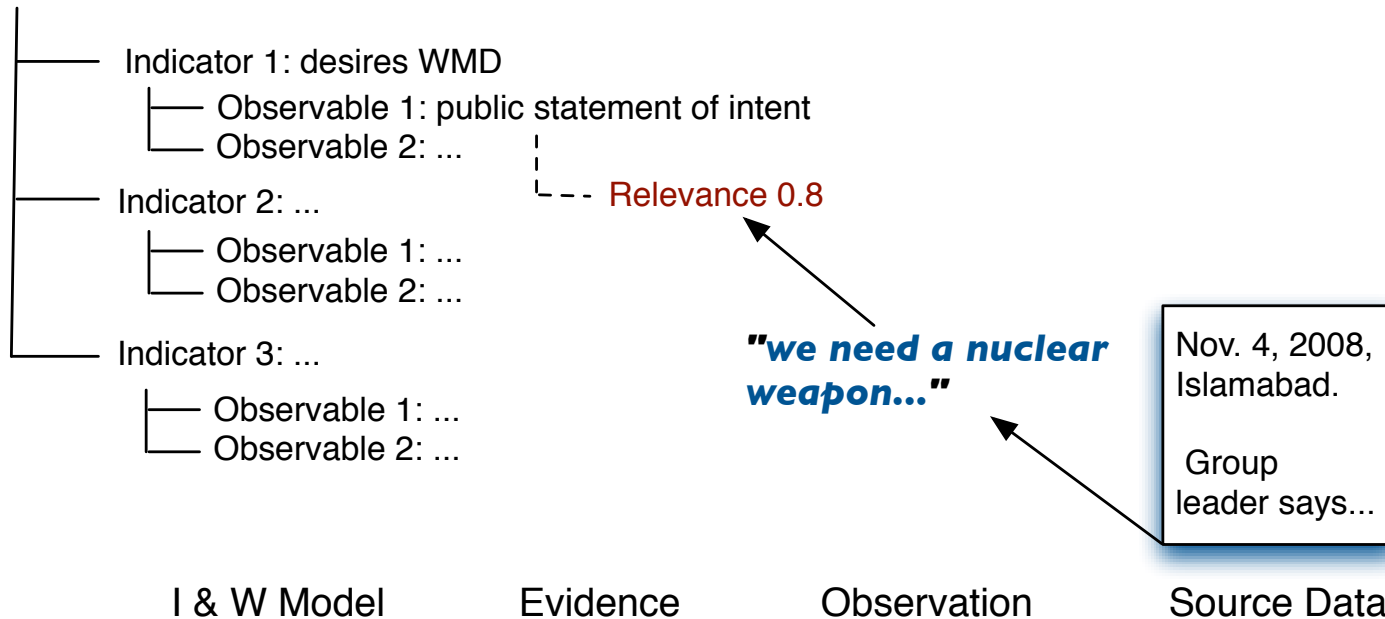 Indicator 1: desires WMD
Observable 1: public statement of intent
Observable 2: ...
Relevance 0.8
Indicator 2: ...
Observable 1: ...
Observable 2: ...
"we need a nuclear
weapon..."
Nov. 4, 2008,
Islamabad.
Group
leader says...
Indicator 3: ...
Observable 1: ...
Observable 2: ...
I & W Model
Evidence
Observation
Source Data